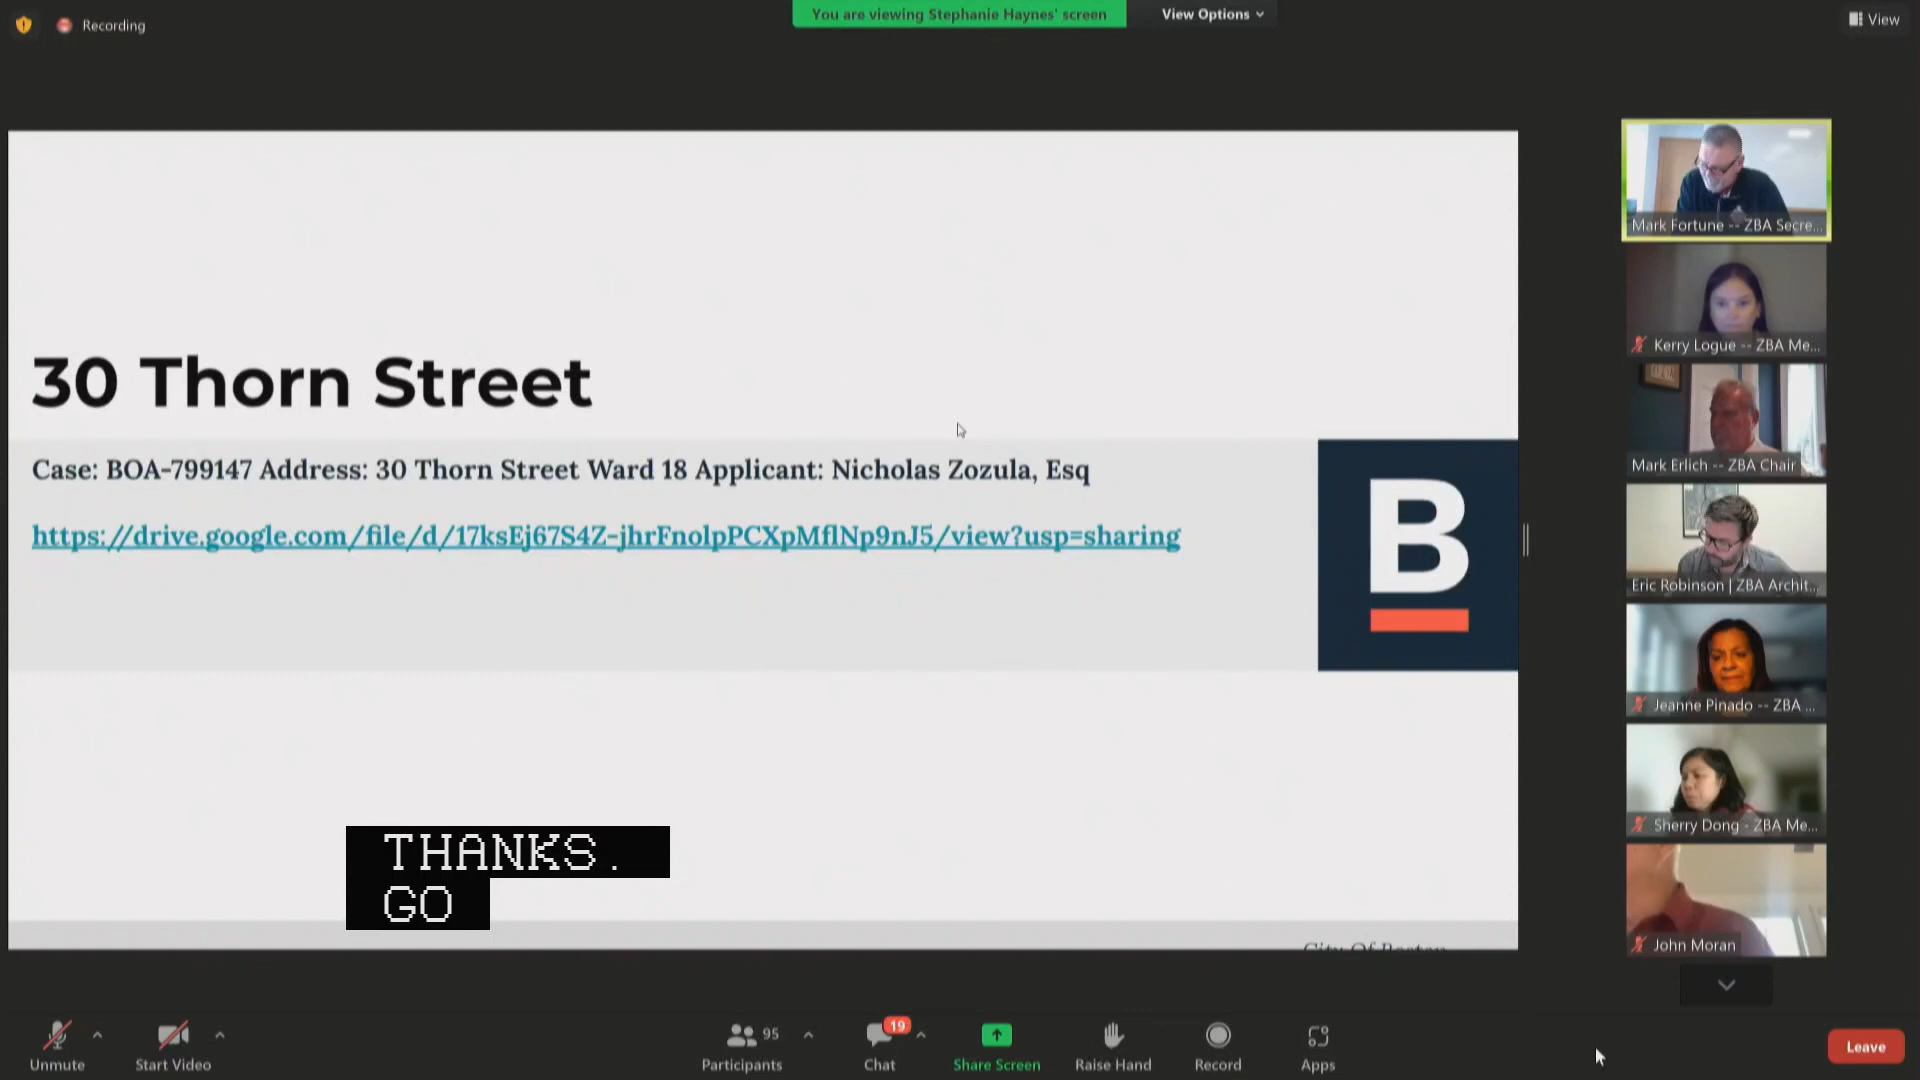 Recording
You are viewing Stephanie Haynes' screen
View Options
View
30 Thorn Street
Case: BOA-799147 Address: 30 Thorn Street Ward 18 Applicant: Nicholas Zozula, Esq
https://drive.google.com/file/d/17ksEj67S4Z-jhrFnolpPCXpMflNp9nJ5/view?usp=sharing
B
THANKS.
GO
City Of Boston
Mark Fortune -- ZBA Secre...
Kerry Logue -- ZBA Me...
Mark Erlich -- ZBA Chair
Eric Robinson | ZBA Archit...
Jeanne Pinado -- ZBA ...
Sherry Dong - ZBA Me...
John Moran
Unmute
Start Video
95
Participants
19
Chat
Share Screen
Raise Hand
Record
Apps
Leave